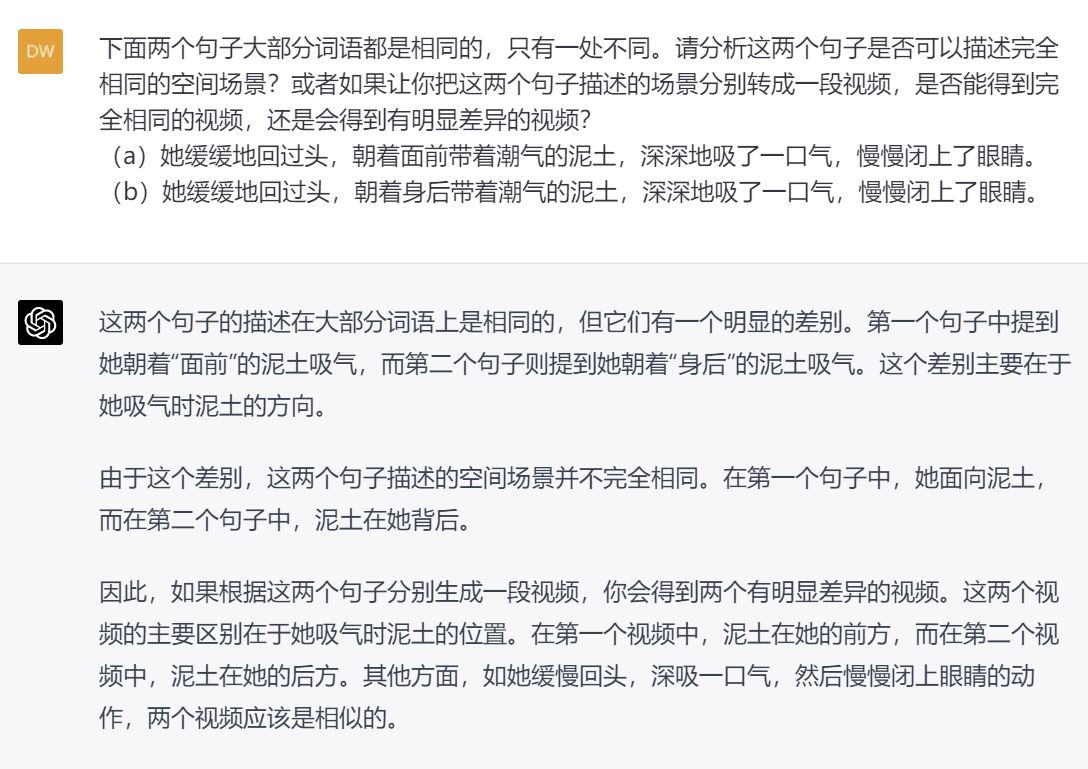 DW
下面两个句子大部分词语都是相同的，只有一处不同。请分析这两个句子是否可以描述完全
相同的空间场景？或者如果让你把这两个句子描述的场景分别转成一段视频，是否能得到完
全相同的视频，还是会得到有明显差异的视频？
（a）她缓缓地回过头，朝着面前带着潮气的泥土，深深地吸了一口气，慢慢闭上了眼睛。
（b）她缓缓地回过头，朝着身后带着潮气的泥土，深深地吸了一口气，慢慢闭上了眼睛。
这两个句子的描述在大部分词语上是相同的，但它们有一个明显的差别。第一个句子中提到
她朝着“面前”的泥土吸气，而第二个句子则提到她朝着“身后”的泥土吸气。这个差别主要在于
她吸气时泥土的方向。
由于这个差别，这两个句子描述的空间场景并不完全相同。在第一个句子中，她面向泥土，
而在第二个句子中，泥土在她背后。
因此，如果根据这两个句子分别生成一段视频，你会得到两个有明显差异的视频。这两个视
频的主要区别在于她吸气时泥土的位置。在第一个视频中，泥土在她的前方，而在第二个视
频中，泥土在她的后方。其他方面，如她缓慢回头，深吸一口气，然后慢慢闭上眼睛的动
作，两个视频应该是相似的。